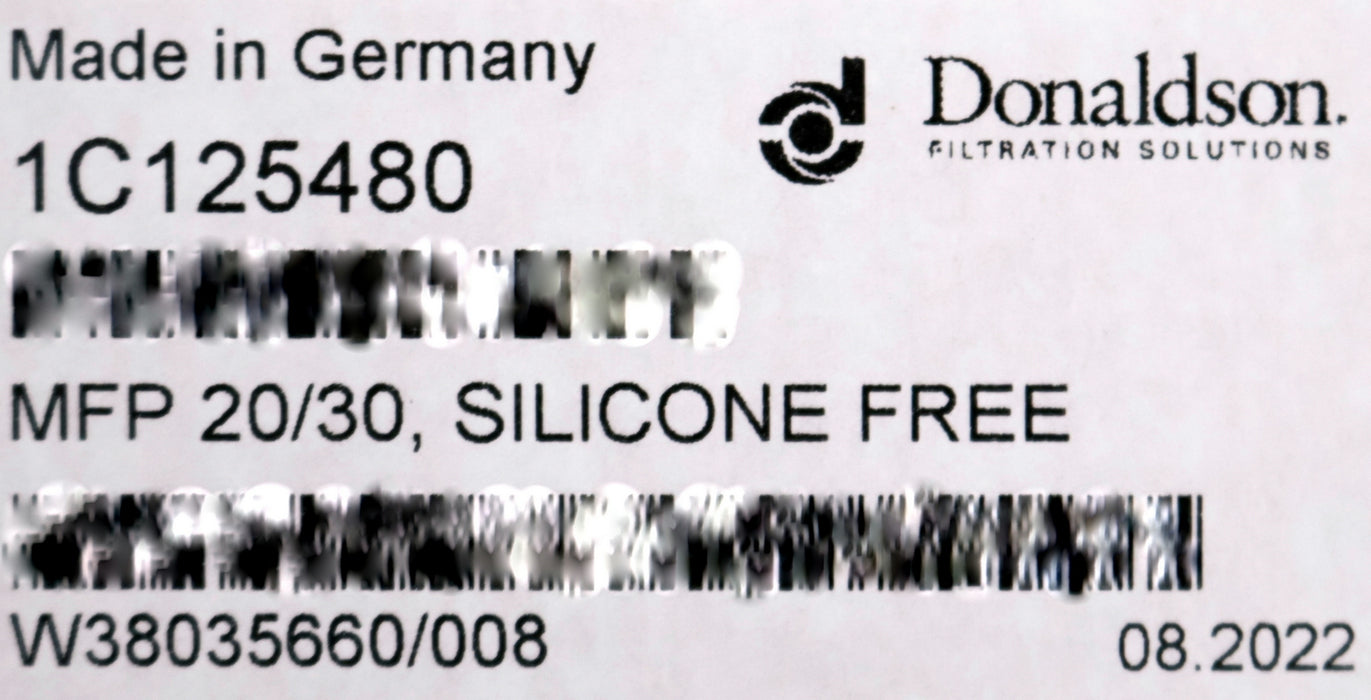 Made in Germany
Donaldson.
FILTRATION SOLUTIONS
1C125480
MFP 20/30, SILICONE FREE
W38035660/008
08.2022